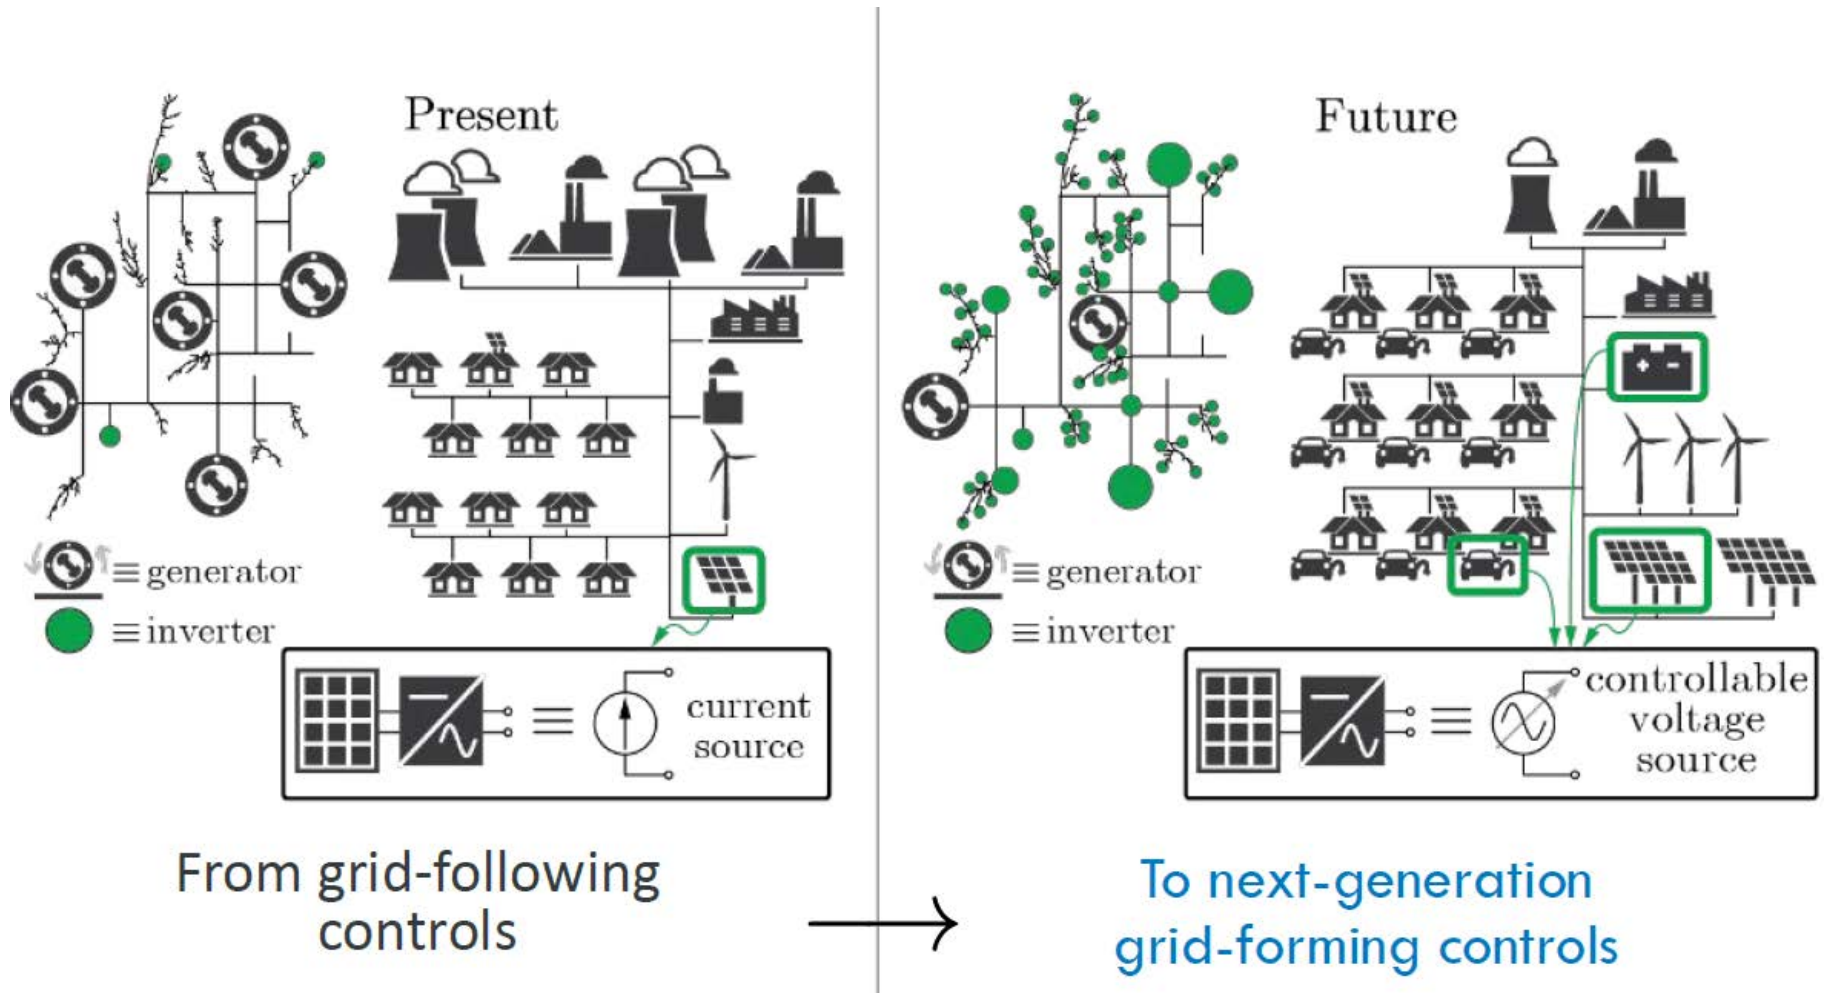 Present
≡ generator
≡ inverter
≡
current
source
From grid-following
controls
Future
≡ generator
≡ inverter
+ -
≡
controllable
voltage
source
To next-generation
grid-forming controls